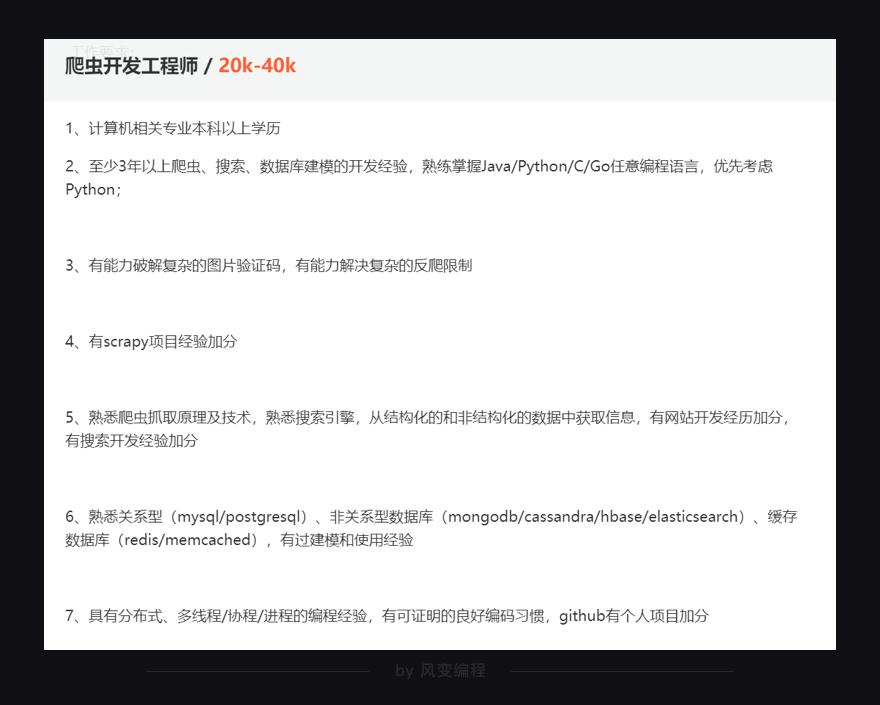 工作要求:
爬虫开发工程师 / 20k-40k
1、计算机相关专业本科以上学历
2、至少3年以上爬虫、搜索、数据库建模的开发经验，熟练掌握Java/Python/C/Go任意编程语言，优先考虑
Python；
3、有能力破解复杂的图片验证码，有能力解决复杂的反爬限制
4、有scrapy项目经验加分
5、熟悉爬虫抓取原理及技术，熟悉搜索引擎，从结构化的和非结构化的数据中获取信息，有网站开发经历加分，
有搜索开发经验加分
6、熟悉关系型（mysql/postgresql）、非关系型数据库（mongodb/cassandra/hbase/elasticsearch）、缓存
数据库（redis/memcached），有过建模和使用经验
7、具有分布式、多线程/协程/进程的编程经验，有可证明的良好编码习惯，github有个人项目加分
by 风变编程